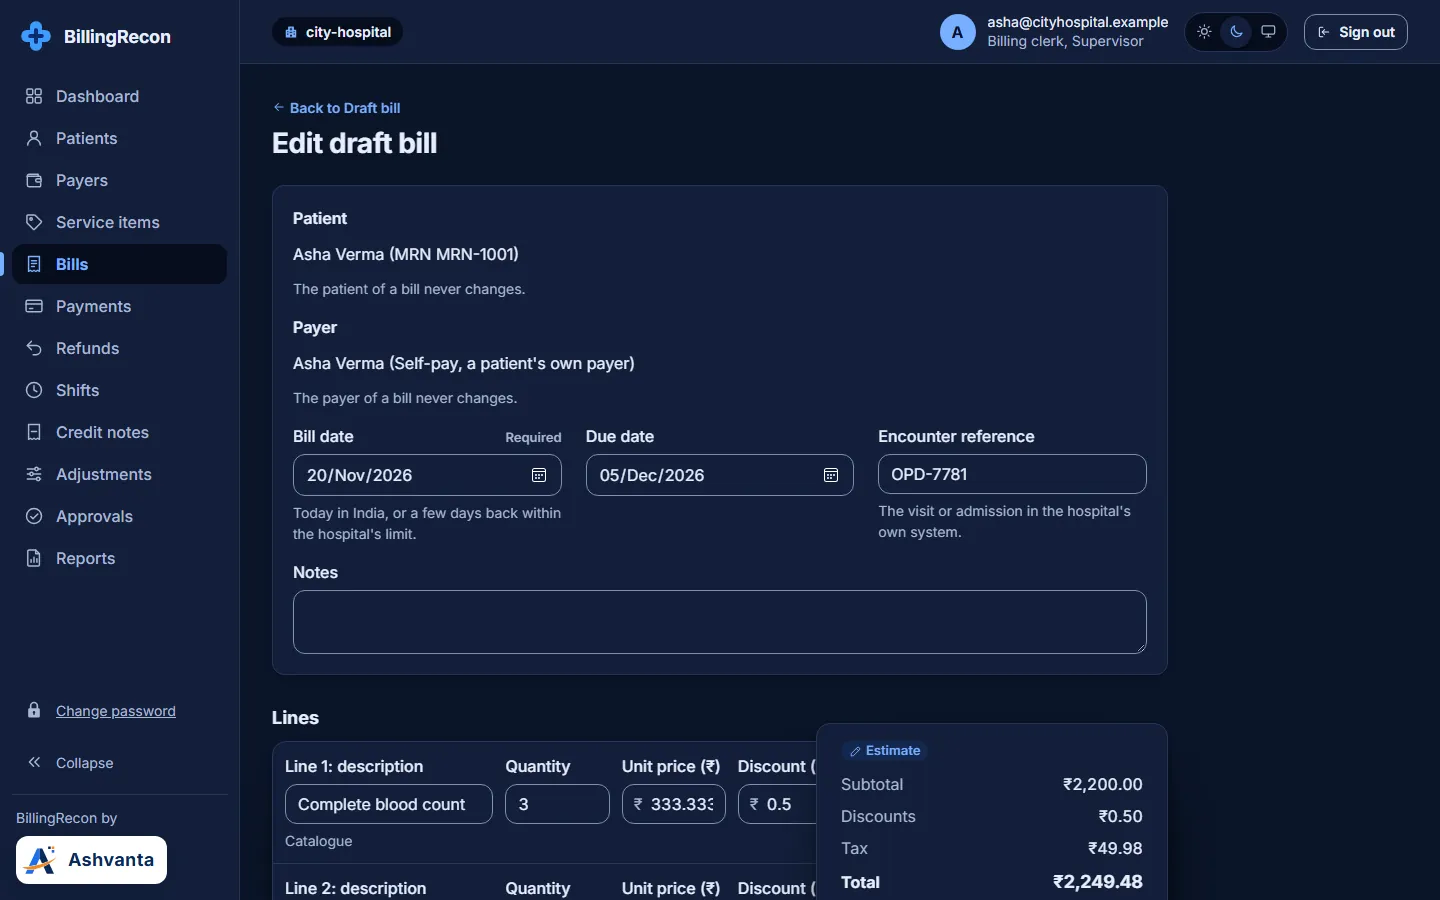 BillingRecon
city-hospital
A
asha@cityhospital.example
Billing clerk, Supervisor
Sign out
Dashboard
Patients
Payers
Service items
Bills
Payments
Refunds
Shifts
Credit notes
Adjustments
Approvals
Reports
Change password
Collapse
BillingRecon by
Ashvanta
← Back to Draft bill
Edit draft bill
Patient
Asha Verma (MRN MRN-1001)
The patient of a bill never changes.
Payer
Asha Verma (Self-pay, a patient's own payer)
The payer of a bill never changes.
Bill date Required
20/Nov/2026
Today in India, or a few days back within
the hospital's limit.
Due date
05/Dec/2026
Encounter reference
OPD-7781
The visit or admission in the hospital's
own system.
Notes
Lines
Line 1: description Quantity Unit price (₹) Discount (
Complete blood count 3 ₹ 333.333 ₹ 0.5
Catalogue
Line 2: description Quantity Unit price (₹) Discount (
Estimate
Subtotal ₹2,200.00
Discounts ₹0.50
Tax ₹49.98
Total ₹2,249.48